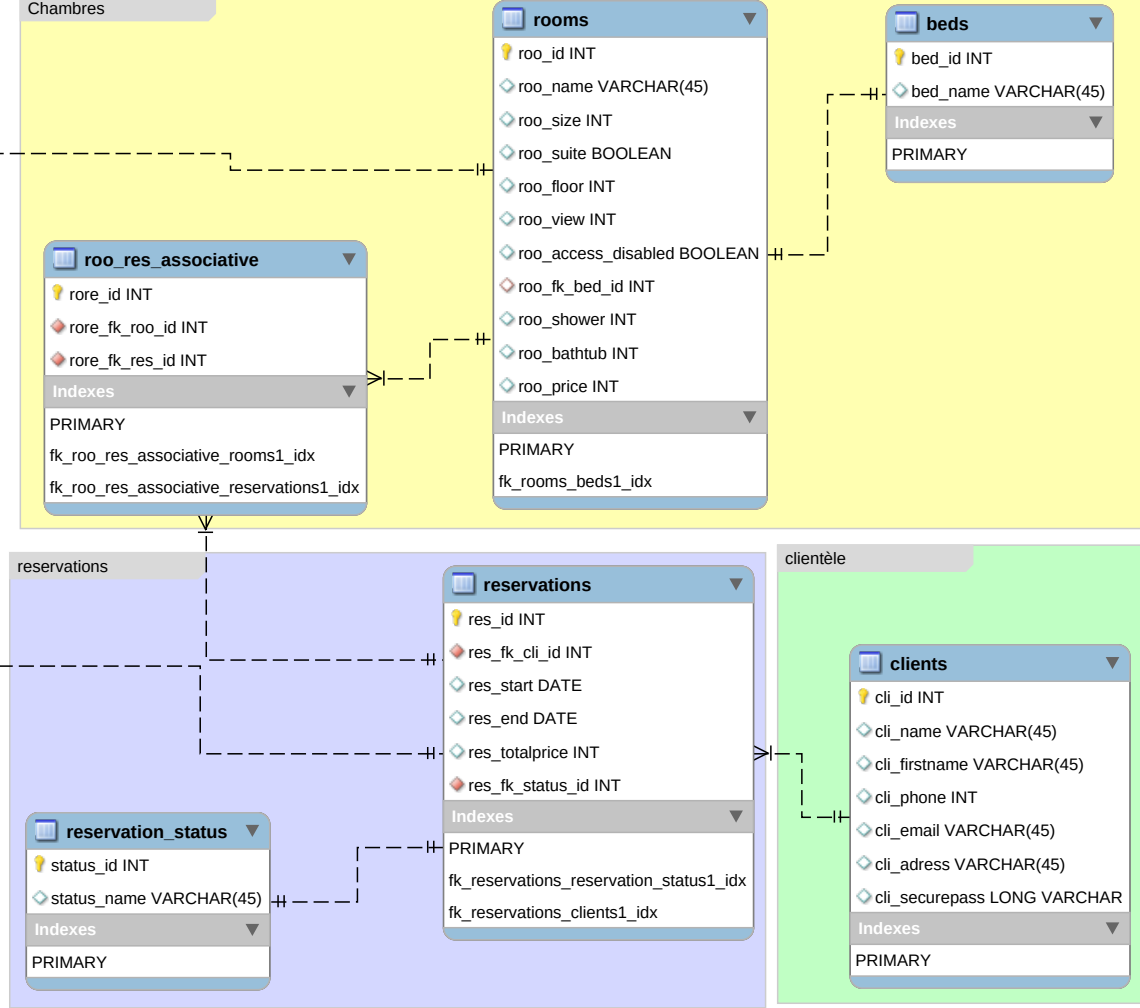 Chambres
rooms
roo_id INT
roo_name VARCHAR(45)
roo_size INT
roo_suite BOOLEAN
roo_floor INT
roo_view INT
roo_access_disabled BOOLEAN
roo_fk_bed_id INT
roo_shower INT
roo_bathtub INT
roo_price INT
Indexes
PRIMARY
fk_rooms_beds1_idx
beds
bed_id INT
bed_name VARCHAR(45)
Indexes
PRIMARY
roo_res_associative
rore_id INT
rore_fk_roo_id INT
rore_fk_res_id INT
Indexes
PRIMARY
fk_roo_res_associative_rooms1_idx
fk_roo_res_associative_reservations1_idx
reservations
reservations
res_id INT
res_fk_cli_id INT
res_start DATE
res_end DATE
res_totalprice INT
res_fk_status_id INT
Indexes
PRIMARY
fk_reservations_reservation_status1_idx
fk_reservations_clients1_idx
reservation_status
status_id INT
status_name VARCHAR(45)
Indexes
PRIMARY
clientèle
clients
cli_id INT
cli_name VARCHAR(45)
cli_firstname VARCHAR(45)
cli_phone INT
cli_email VARCHAR(45)
cli_adress VARCHAR(45)
cli_securepass LONG VARCHAR
Indexes
PRIMARY